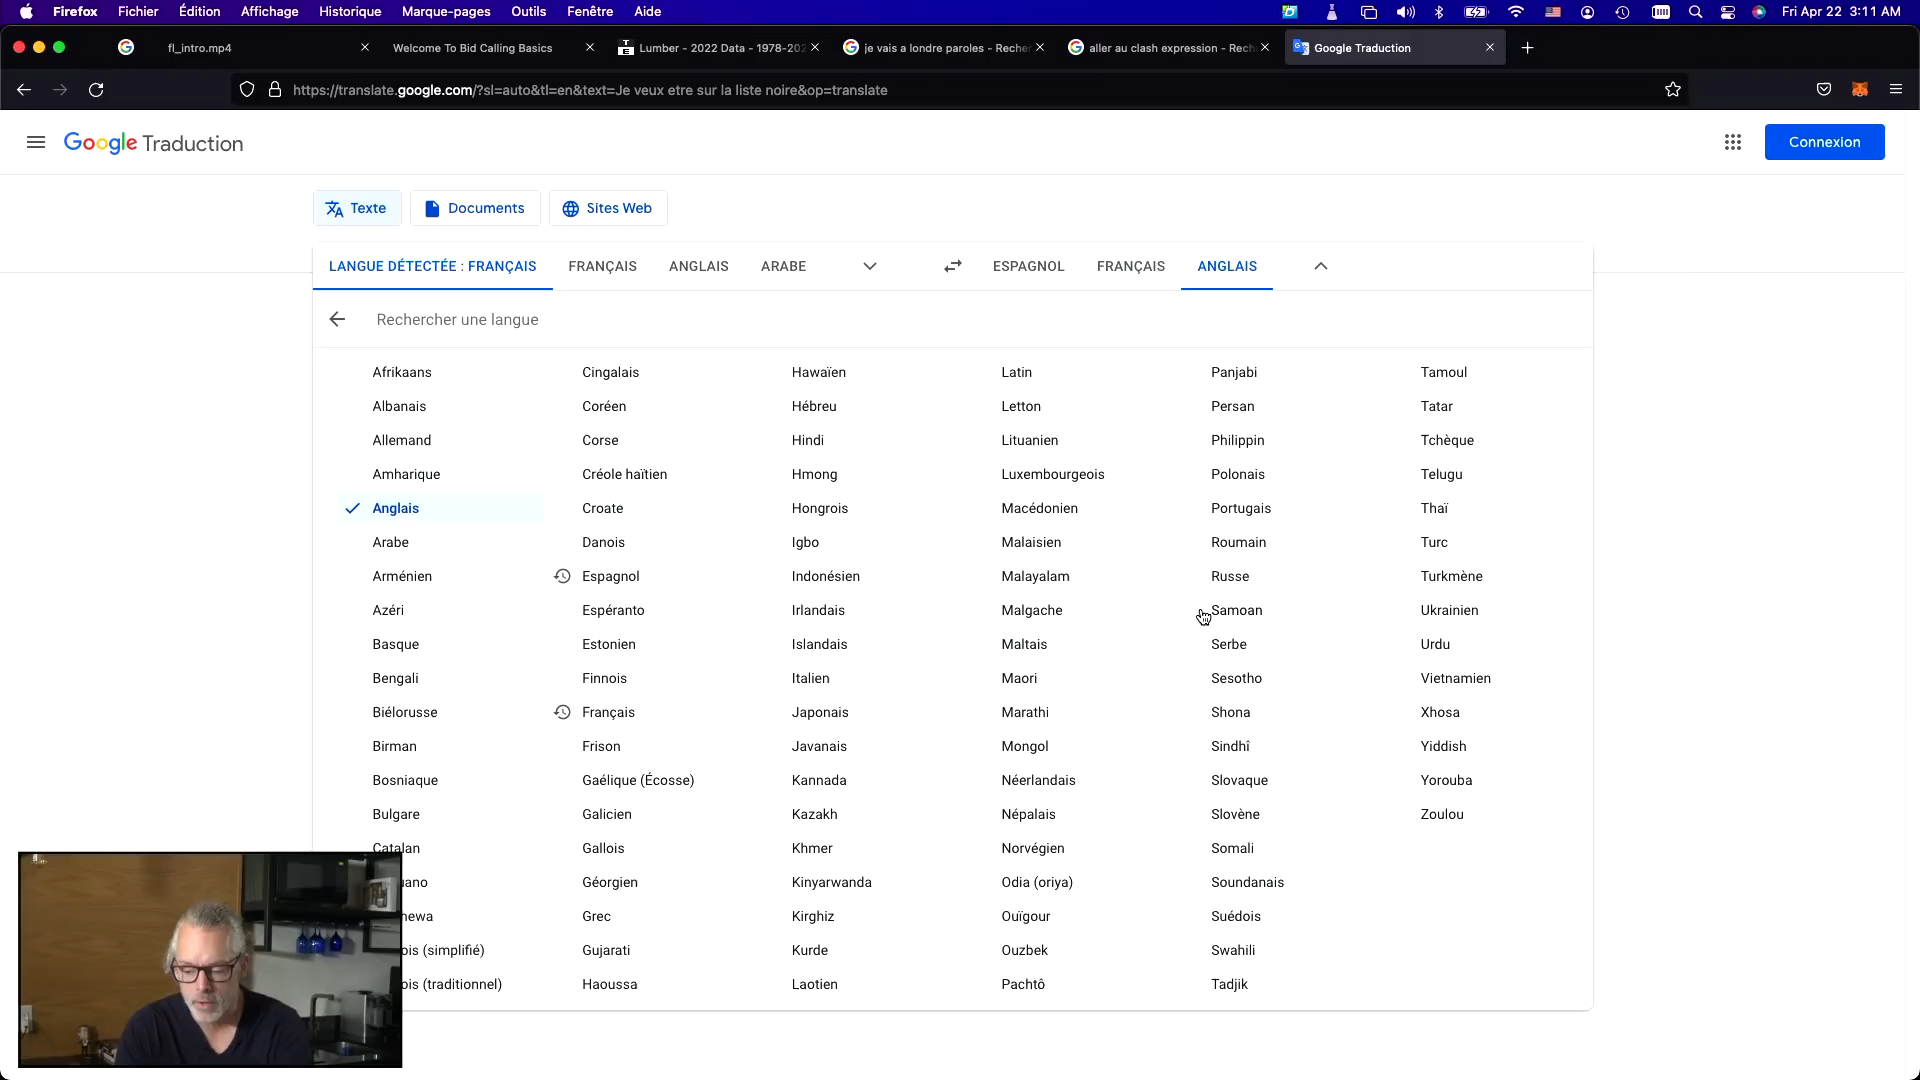 Firefox Fichier Édition Affichage Historique Marque-pages Outils Fenêtre Aide Fri Apr 22 3:11 AM
fl_intro.mp4 Welcome To Bid Calling Basics Lumber - 2022 Data - 1978-202 je vais a londre paroles - Recher aller au clash expression - Rech Google Traduction
https://translate.google.com/?sl=auto&tl=en&text=Je veux etre sur la liste noire&op=translate
Google Traduction Connexion
Texte Documents Sites Web
LANGUE DÉTECTÉE : FRANÇAIS FRANÇAIS ANGLAIS ARABE ESPAGNOL FRANÇAIS ANGLAIS
Rechercher une langue
Afrikaans Cingalais Hawaïen Latin Panjabi Tamoul
Albanais Coréen Hébreu Letton Persan Tatar
Allemand Corse Hindi Lituanien Philippin Tchèque
Amharique Créole haïtien Hmong Luxembourgeois Polonais Telugu
Anglais Croate Hongrois Macédonien Portugais Thaï
Arabe Danois Igbo Malaisien Roumain Turc
Arménien Espagnol Indonésien Malayalam Russe Turkmène
Azéri Espéranto Irlandais Malgache Samoan Ukrainien
Basque Estonien Islandais Maltais Serbe Urdu
Bengali Finnois Italien Maori Sesotho Vietnamien
Biélorusse Français Japonais Marathi Shona Xhosa
Birman Frison Javanais Mongol Sindhî Yiddish
Bosniaque Gaélique (Écosse) Kannada Néerlandais Slovaque Yorouba
Bulgare Galicien Kazakh Népalais Slovène Zoulou
Catalan Gallois Khmer Norvégien Somali
uano Géorgien Kinyarwanda Odia (oriya) Soundanais
hewa Grec Kirghiz Ouïgour Suédois
ois (simplifié) Gujarati Kurde Ouzbek Swahili
ois (traditionnel) Haoussa Laotien Pachtô Tadjik